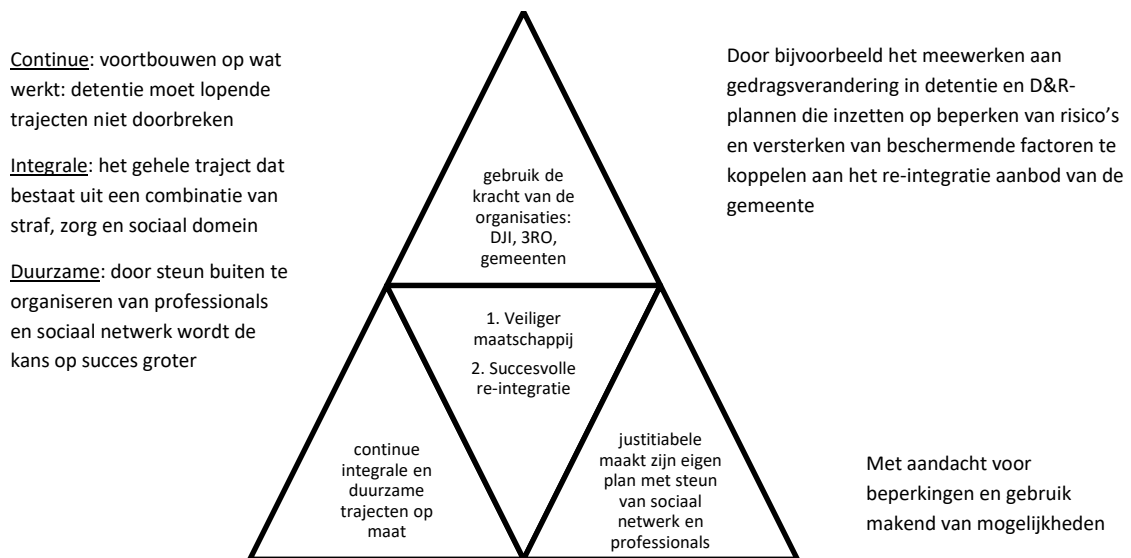 Continue: voortbouwen op wat
werkt: detentie moet lopende
trajecten niet doorbreken
Integrale: het gehele traject dat
bestaat uit een combinatie van
straf, zorg en sociaal domein
Duurzame: door steun buiten te
organiseren van professionals
en sociaal netwerk wordt de
kans op succes groter
Door bijvoorbeeld het meewerken aan
gedragsverandering in detentie en D&R-
plannen die inzetten op beperken van risico’s
en versterken van beschermende factoren te
koppelen aan het re-integratie aanbod van de
gemeente
gebruik de
kracht van de
organisaties:
DJI, 3RO,
gemeenten
1. Veiliger
maatschappij
2. Succesvolle
re-integratie
continue
integrale en
duurzame
trajecten op
maat
justitiabele
maakt zijn eigen
plan met steun
van sociaal
netwerk en
professionals
Met aandacht voor
beperkingen en gebruik
makend van mogelijkheden